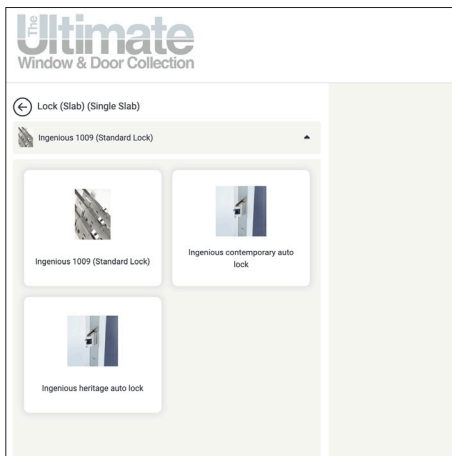 The
Ultimate
Window & Door Collection
Lock (Slab) (Single Slab)
Ingenious 1009 (Standard Lock)
Ingenious 1009 (Standard Lock)
Ingenious contemporary auto
lock
Ingenious heritage auto lock